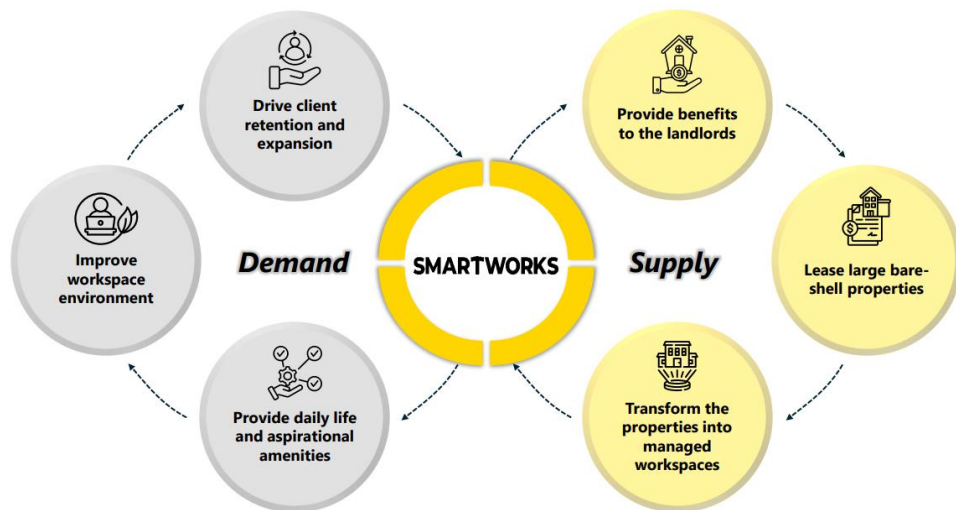 Drive client
retention and
expansion
Provide benefits
to the landlords
Improve
workspace
environment
Demand
SMARTWORKS
Supply
Lease large bare-
shell properties
Provide daily life
and aspirational
amenities
Transform the
properties into
managed
workspaces